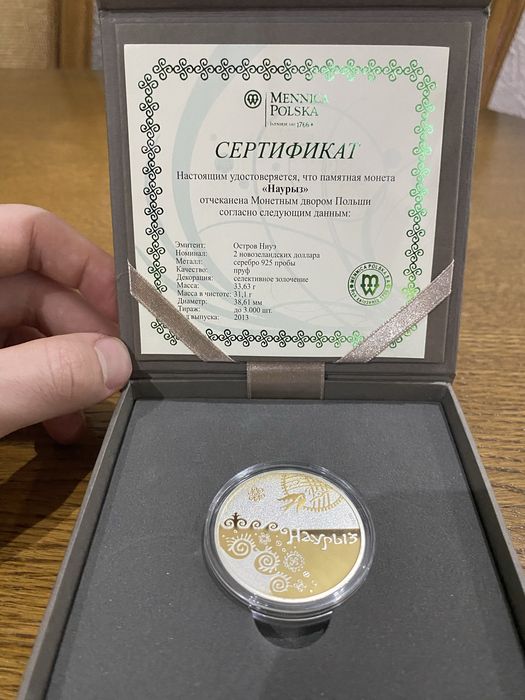 MENNICA
POLSKA
СЕРТИФИКАТ
Настоящим удостоверяется, что памятная монета
«Наурыз»
отчеканена Монетным двором Польши
согласно следующим данным:
Эмитент: Остров Ниуэ
Номинал: 2 новозеландских доллара
Металл: серебро 925 пробы
Качество: пруф
Декорация: селективное золочение
Масса: 33,63 г
Масса в чистоте: 31,1 г
Диаметр: 38,61 мм
Тираж: до 3.000 шт.
выпуска: 2013
Наурыз